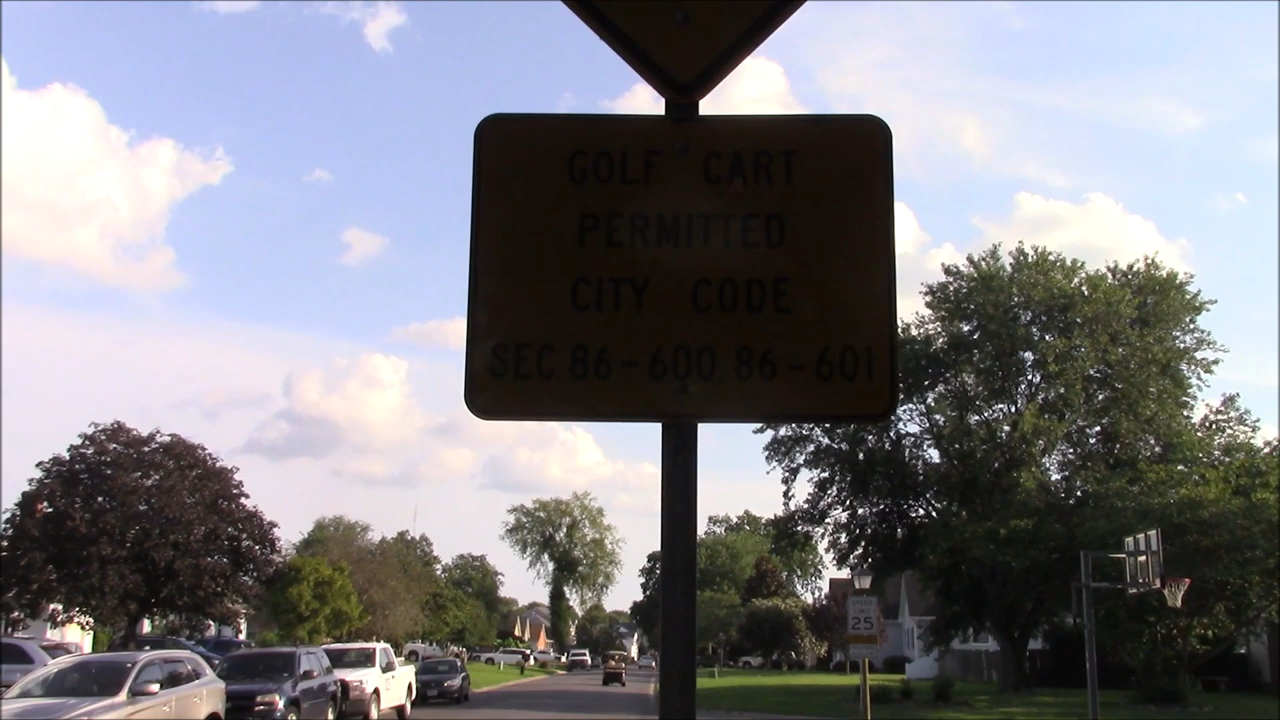 GOLF CART
PERMITTED
CITY CODE
SEC 86-600, 86-601
SPEED
LIMIT
25